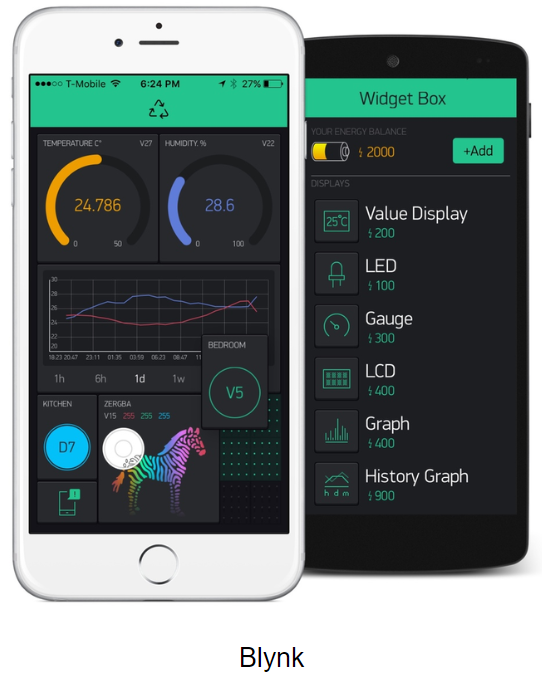 T-Mobile 6:24 PM 27%
TEMPERATURE C° V27
24.786
0 50
HUMIDITY. % V22
28.6
0 100
30
28
26
24
22
20
18:23 20:47 23:11 01:35 03:59 06:23 08:47
1h 6h 1d 1w
BEDROOM
V5
KITCHEN
D7
ZERGBA
V15 255 255 255
Widget Box
YOUR ENERGY BALANCE
2000
+Add
DISPLAYS
25°C
Value Display
200
LED
100
Gauge
300
LCD
400
Graph
400
History Graph
h d m
900
Blynk